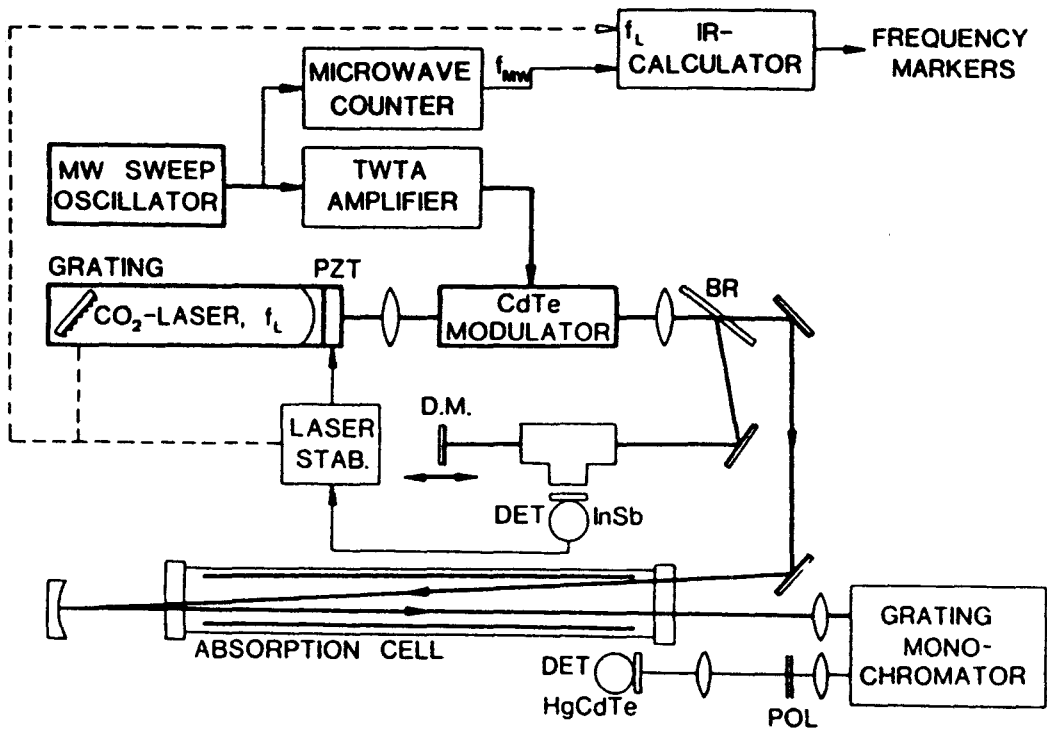 f_L IR-
CALCULATOR
FREQUENCY
MARKERS
MICROWAVE
COUNTER
f_MW
MW SWEEP
OSCILLATOR
TWTA
AMPLIFIER
GRATING
PZT
CO₂-LASER, f_L
CdTe
MODULATOR
BR
LASER
STAB.
D.M.
DET
InSb
ABSORPTION CELL
GRATING
MONO-
CHROMATOR
DET
HgCdTe
POL